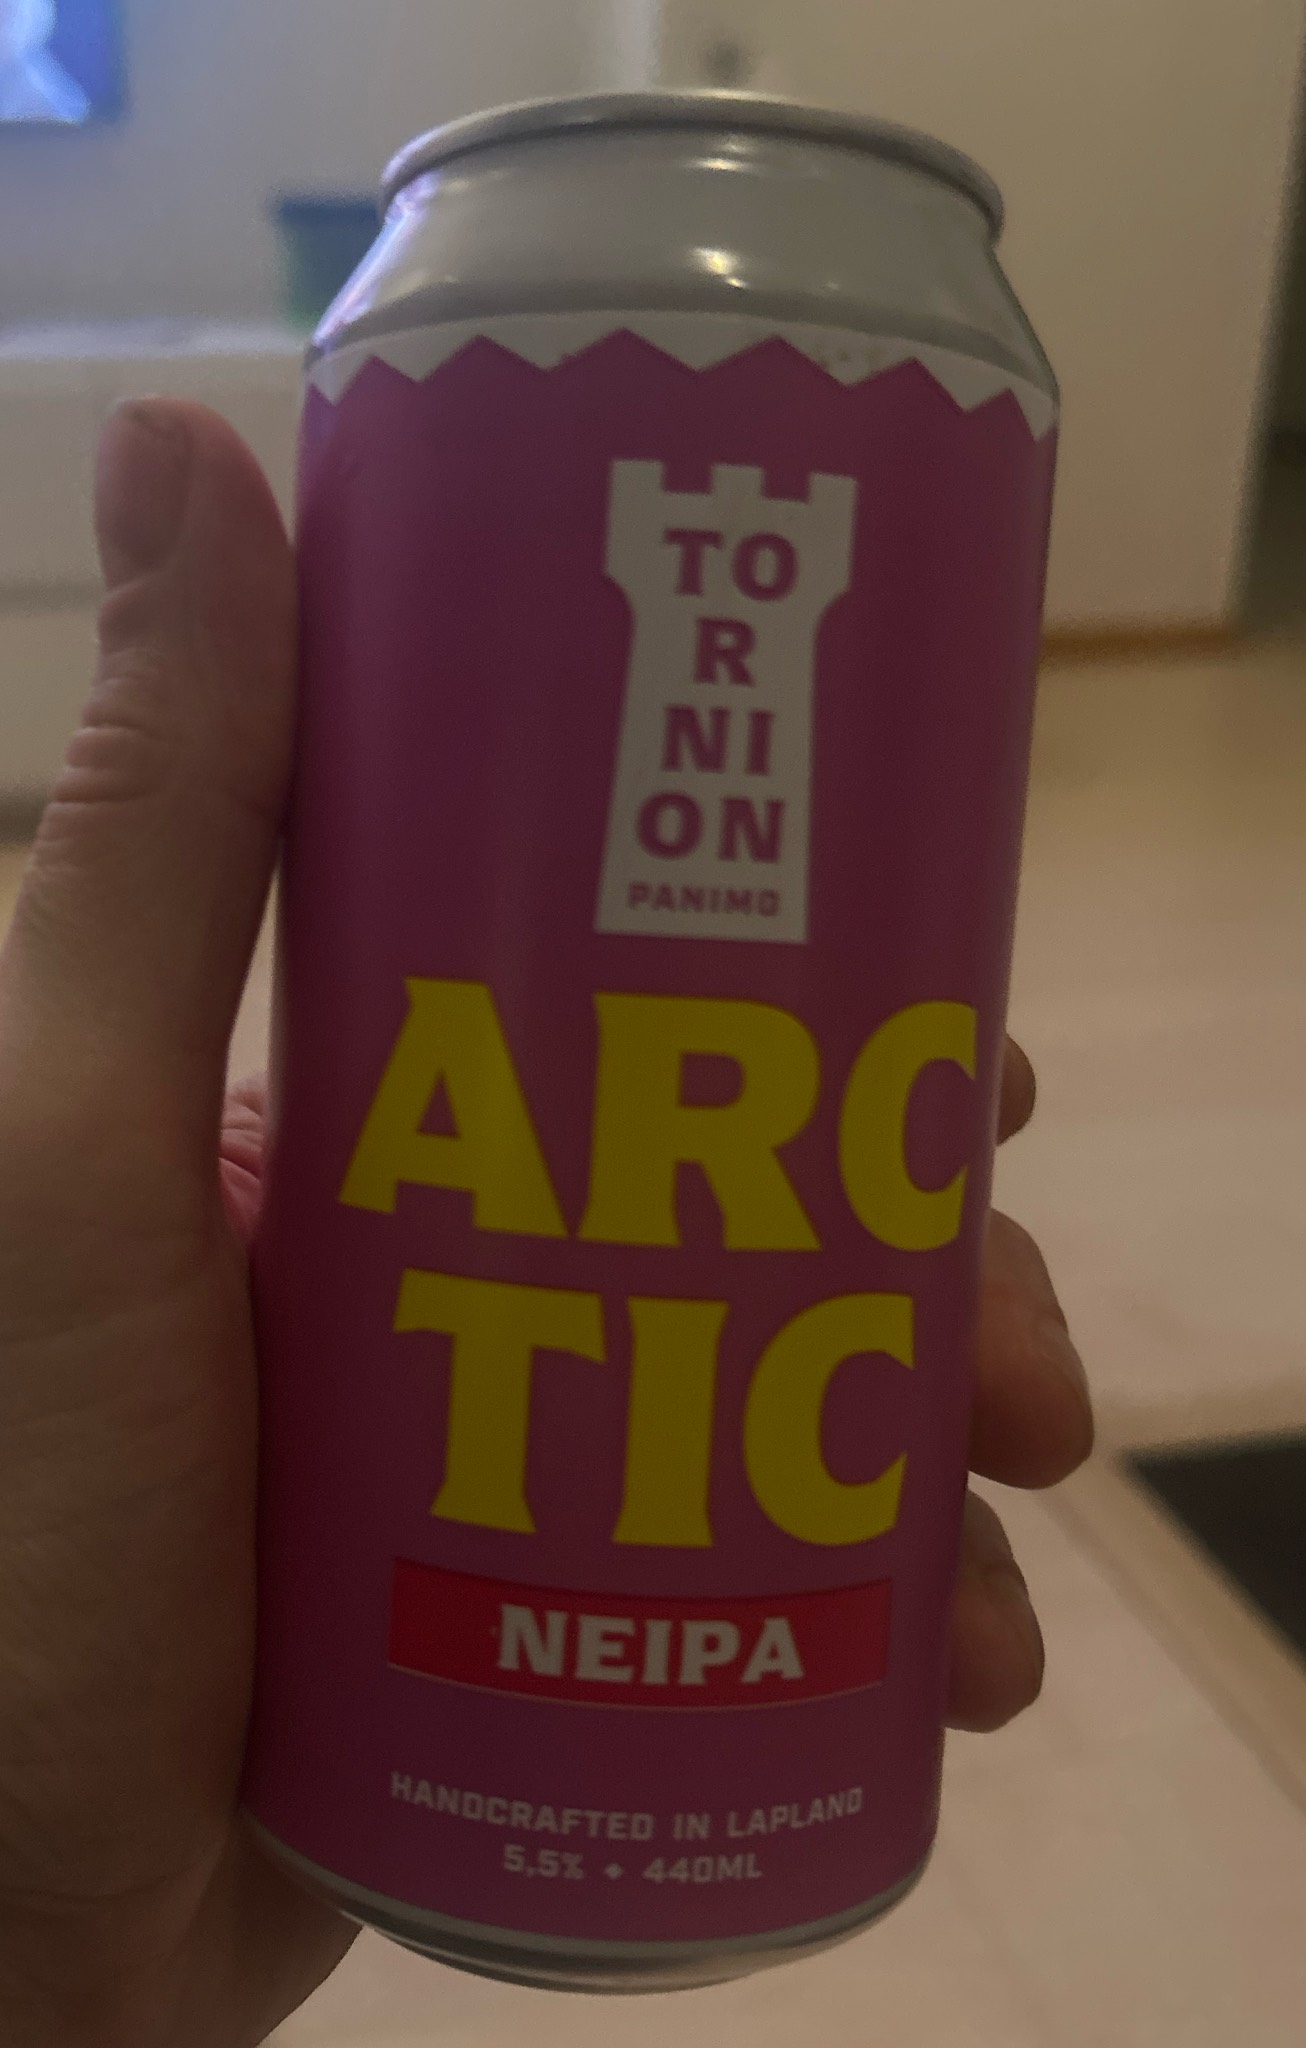 TO
R
NI
ON
PANIMO
ARC
TIC
NEIPA
HANDCRAFTED IN LAPLAND
5,5% • 440ML